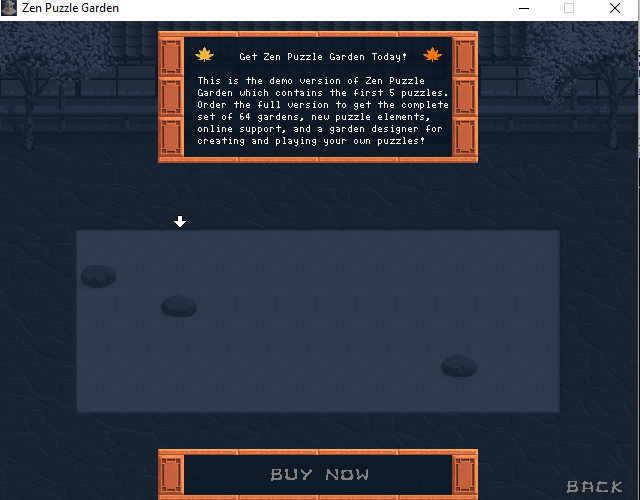 Zen Puzzle Garden
Get Zen Puzzle Garden Today!
This is the demo version of Zen Puzzle
Garden which contains the first 5 puzzles.
Order the full version to get the complete
set of 64 gardens, new puzzle elements,
online support, and a garden designer for
creating and playing your own puzzles!
BUY NOW
BACK